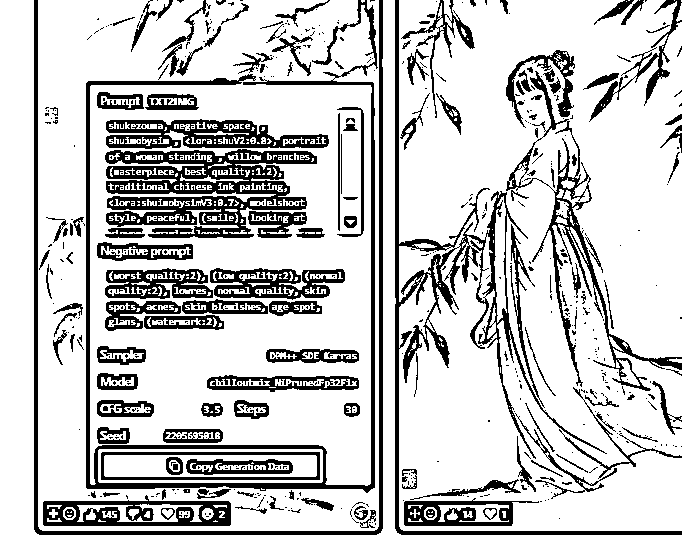 Prompt TXT2IMG
shukezouma, negative space, ,
shuimobysim , <lora:shuV2:0.8>, portrait
of a woman standing , willow branches,
(masterpiece, best quality:1.2),
traditional chinese ink painting,
<lora:shuimobysimV3:0.7>, modelshoot
style, peaceful, (smile), looking at
Negative prompt
(worst quality:2), (low quality:2), (normal
quality:2), lowres, normal quality, skin
spots, acnes, skin blemishes, age spot,
glans, (watermark:2),
Sampler DPM++ SDE Karras
Model chilloutmix_NiPrunedFp32Fix
CFG scale 3.5 Steps 30
Seed 2205695018
Copy Generation Data
145 4 99 2
14 1